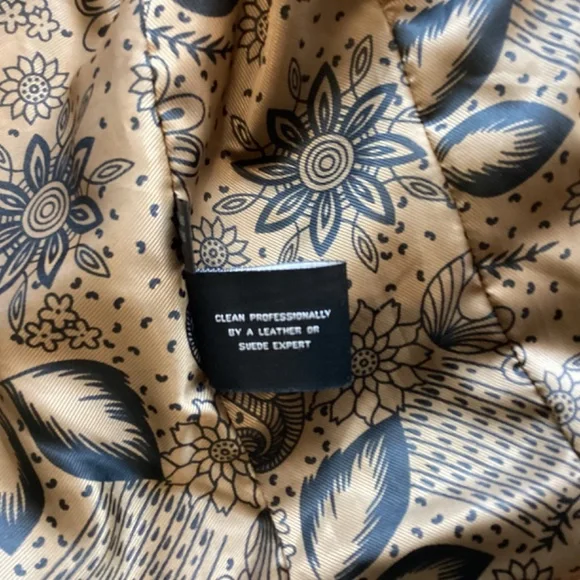 CLEAN PROFESSIONALLY
BY A LEATHER OR
SUEDE EXPERT